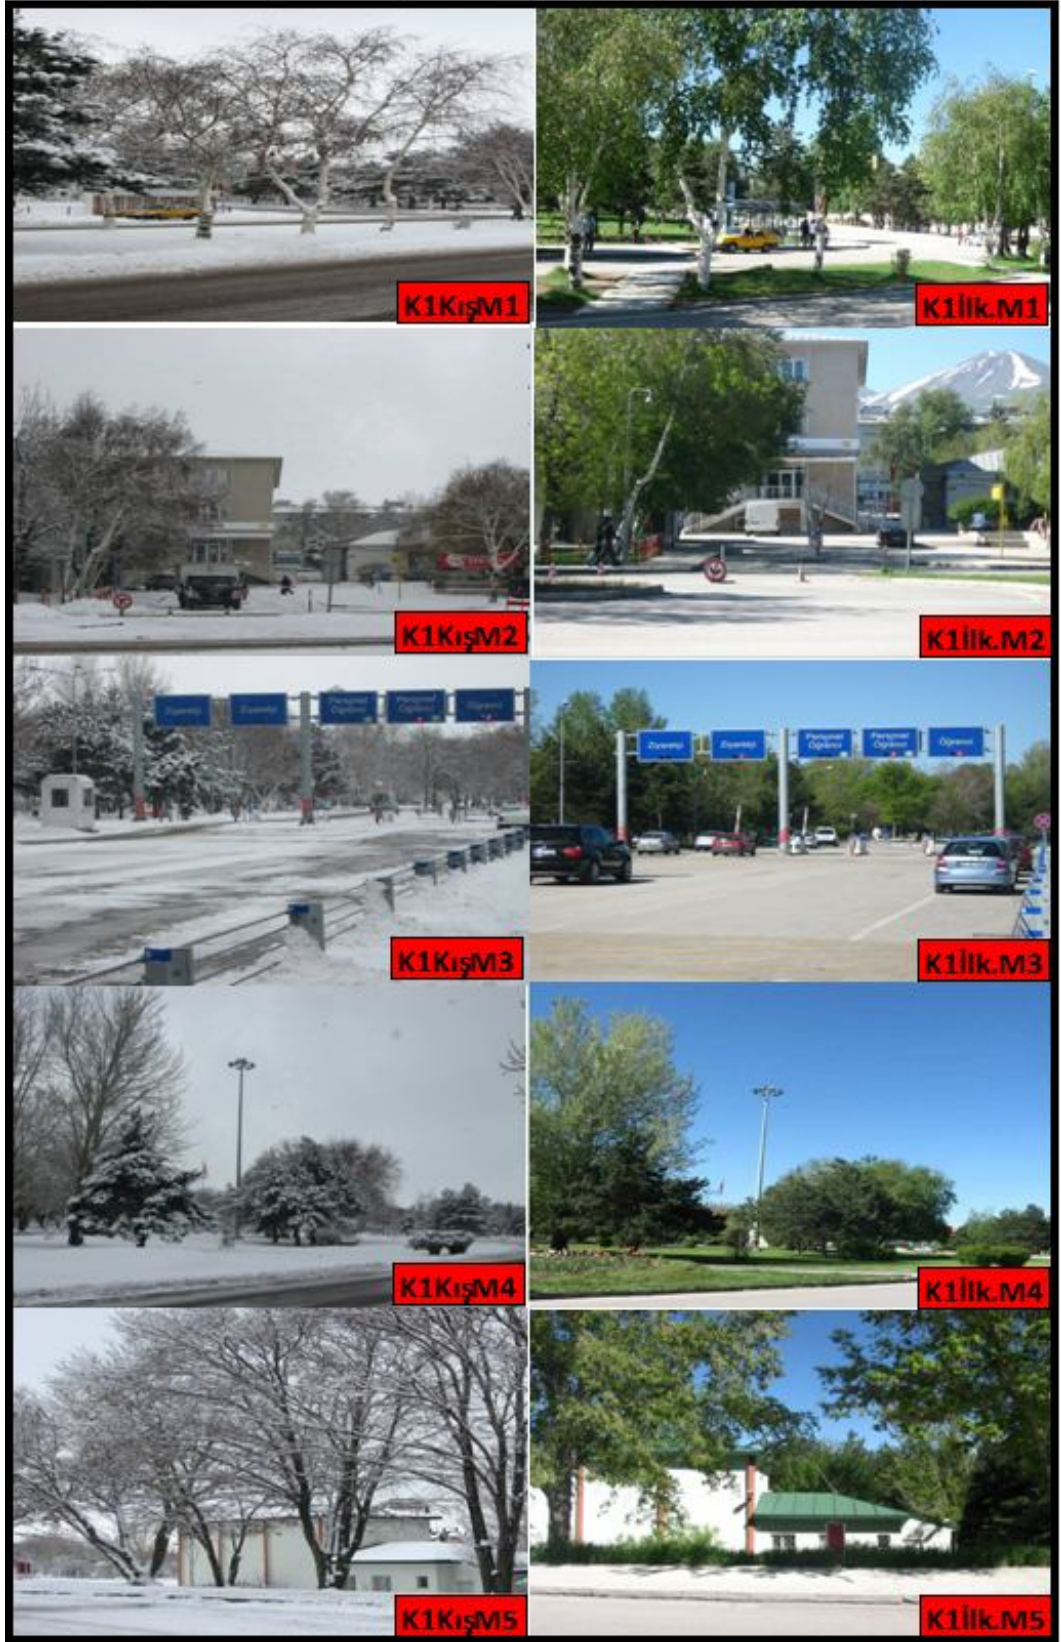 K1KışM1
K1İlk.M1
K1KışM2
K1İlk.M2
Ziyaretçi
Ziyaretçi
Personel
Öğrenci
Personel
Öğrenci
Öğrenci
K1KışM3
Ziyaretçi
Ziyaretçi
Personel
Öğrenci
Personel
Öğrenci
Öğrenci
K1İlk.M3
K1KışM4
K1İlk.M4
K1KışM5
K1İlk.M5